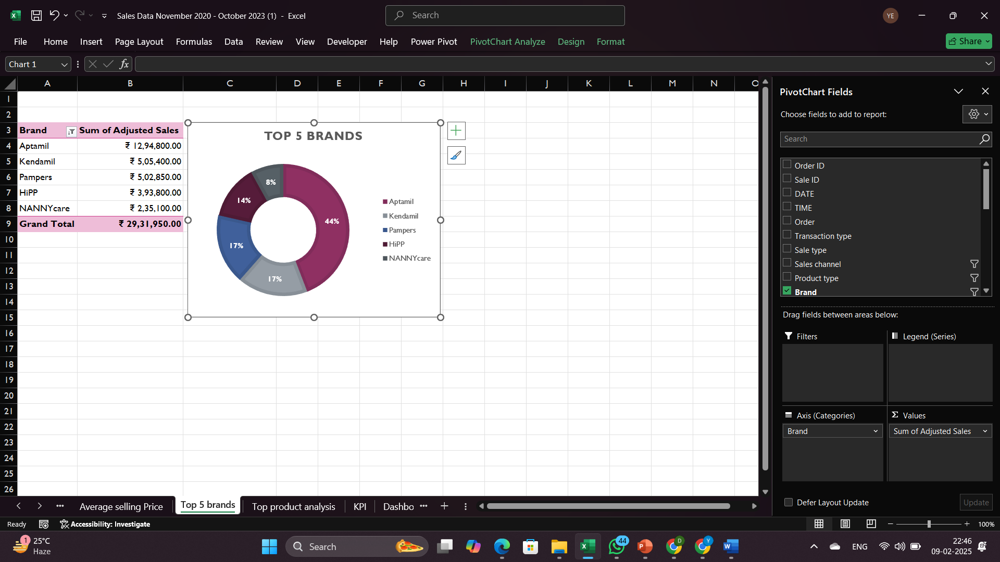 Sales Data November 2020 - October 2023 (1) - Excel
Search
YE
File Home Insert Page Layout Formulas Data Review View Developer Help Power Pivot PivotChart Analyze Design Format
Share
Chart 1
fx
A B C D E F G H I J K L M N O
1
2
3 Brand Sum of Adjusted Sales
4 Aptamil ₹ 12,94,800.00
5 Kendamil ₹ 5,05,400.00
6 Pampers ₹ 5,02,850.00
7 HiPP ₹ 3,93,800.00
8 NANNYcare ₹ 2,35,100.00
9 Grand Total ₹ 29,31,950.00
10
11
12
13
14
15
16
17
18
19
20
21
22
23
24
25
26
TOP 5 BRANDS
8%
14%
44%
17%
17%
Aptamil
Kendamil
Pampers
HiPP
NANNYcare
PivotChart Fields
Choose fields to add to report:
Search
Order ID
Sale ID
DATE
TIME
Order
Transaction type
Sale type
Sales channel
Product type
Brand
Drag fields between areas below:
Filters
Legend (Series)
Axis (Categories)
Values
Brand
Sum of Adjusted Sales
Defer Layout Update
Update
Average selling Price Top 5 brands Top product analysis KPI Dashbo
Ready Accessibility: Investigate
100%
1
25°C
Haze
Search
44
D
Y
ENG
22:46
09-02-2025